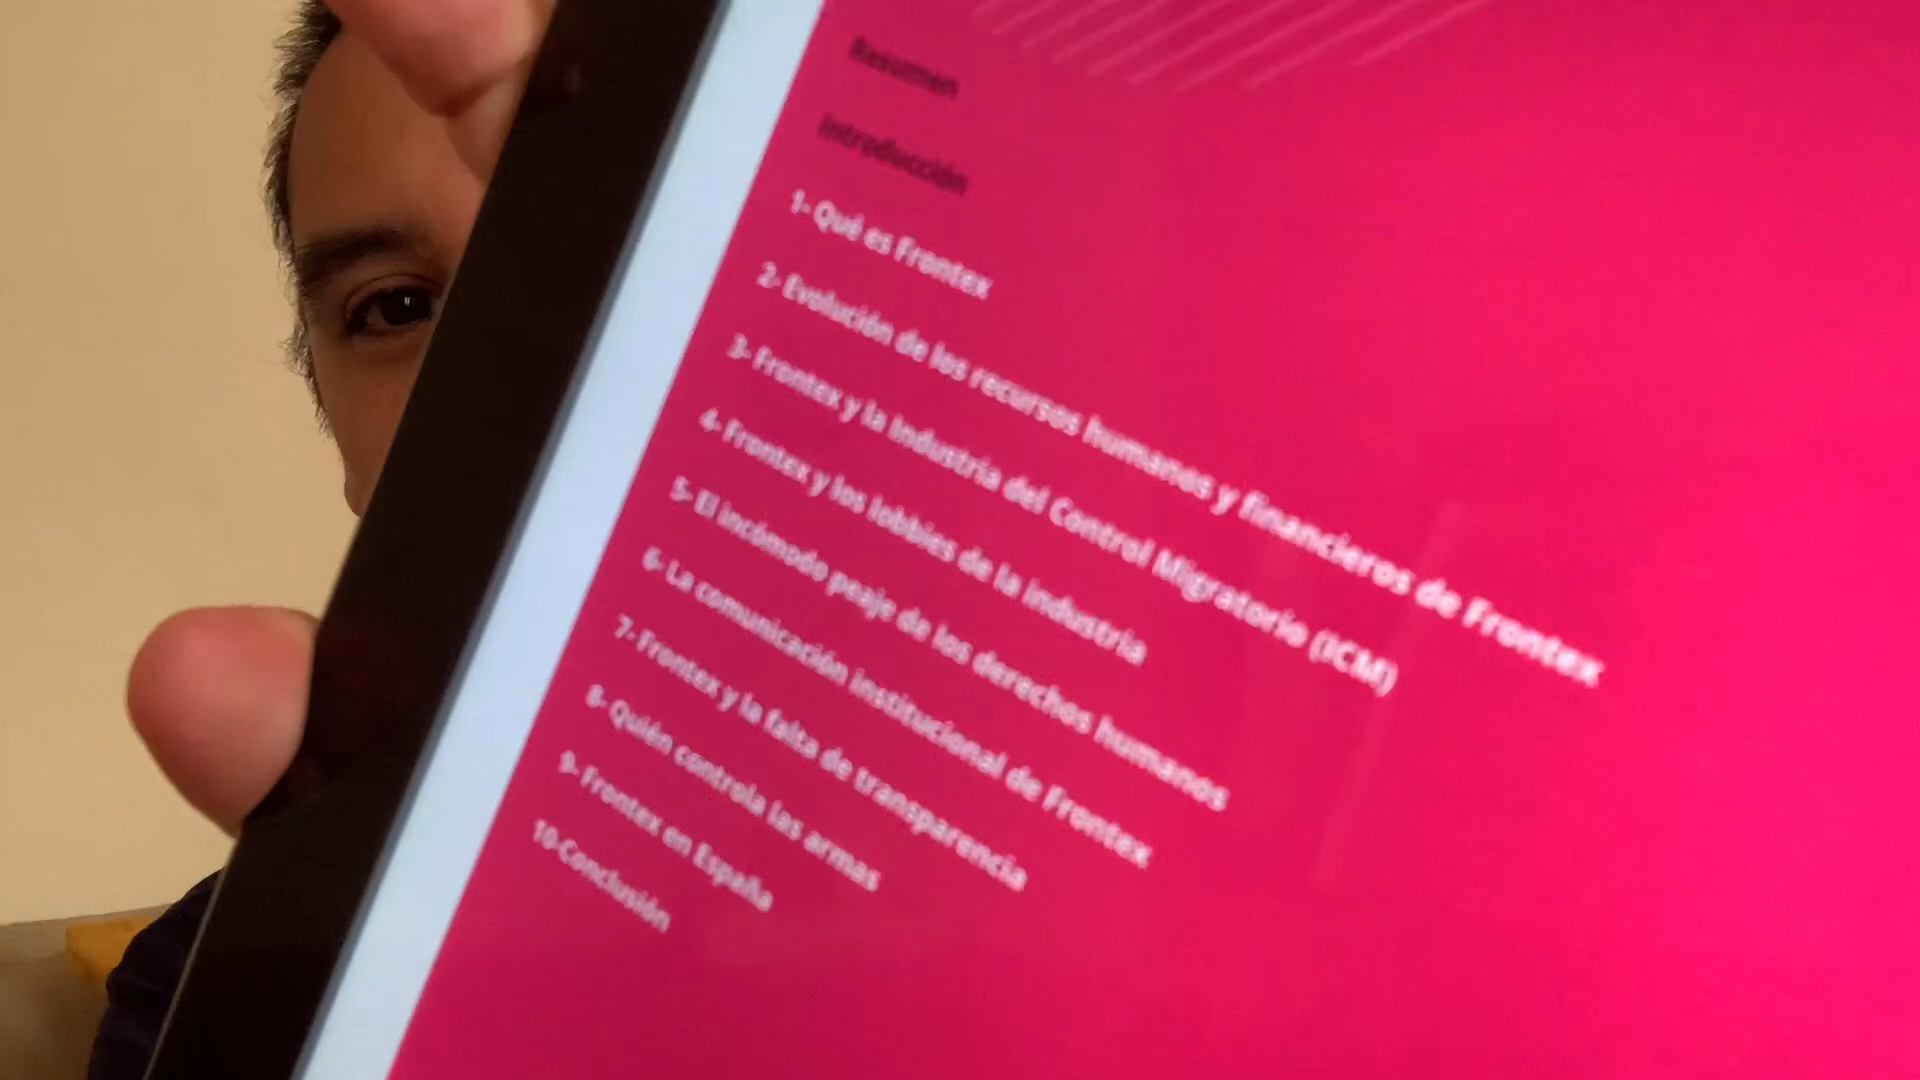 Resumen
Introducción
1- Qué es Frontex
2- Evolución de los recursos humanos y financieros de Frontex
3- Frontex y la Industria del Control Migratorio (ICM)
4- Frontex y los lobbies de la industria
5- El incómodo peaje de los derechos humanos
6- La comunicación institucional de Frontex
7- Frontex y la falta de transparencia
8- Quién controla las armas
9- Frontex en España
10-Conclusión